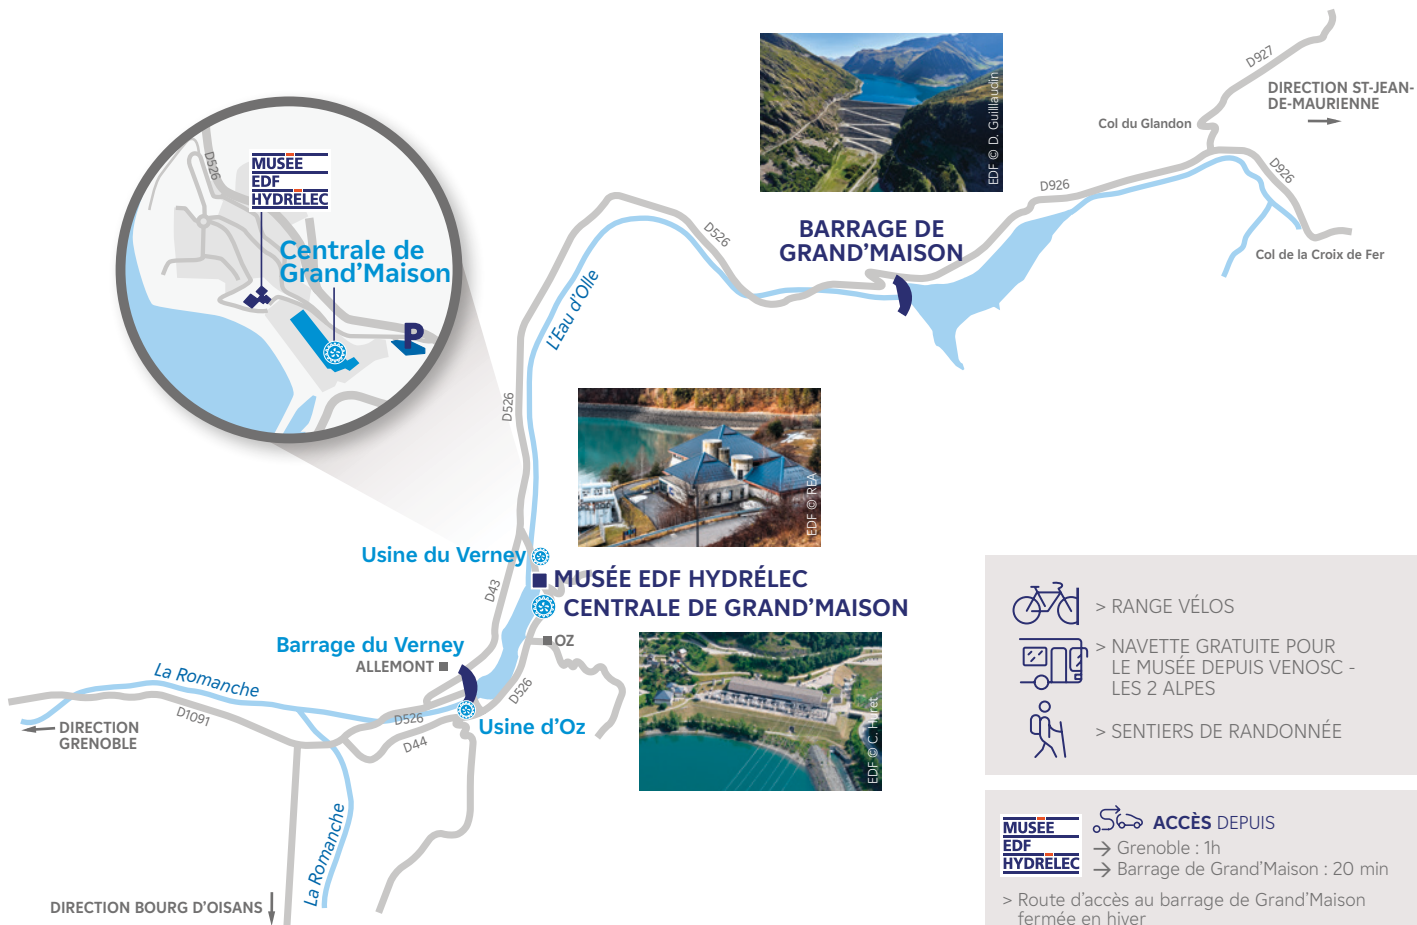 D927
DIRECTION ST-JEAN-
DE-MAURIENNE
Col du Glandon
EDF © D. Guilllaudin
D926
D926
Col de la Croix de Fer
BARRAGE DE
GRAND'MAISON
D526
L'Eau d'Olle
D526
D526
MUSÉE
EDF
HYDRÉLEC
Centrale de
Grand'Maison
P
EDF © REA
Usine du Verney
MUSÉE EDF HYDRÉLEC
CENTRALE DE GRAND'MAISON
D43
OZ
Barrage du Verney
ALLEMONT
D526
La Romanche
D1091
D526
D44
Usine d'Oz
DIRECTION
GRENOBLE
EDF © C. Huret
La Romanche
DIRECTION BOURG D'OISANS
> RANGE VÉLOS
> NAVETTE GRATUITE POUR
LE MUSÉE DEPUIS VENOSC -
LES 2 ALPES
> SENTIERS DE RANDONNÉE
MUSÉE
EDF
HYDRÉLEC
ACCÈS DEPUIS
→ Grenoble : 1h
→ Barrage de Grand'Maison : 20 min
> Route d'accès au barrage de Grand'Maison
fermée en hiver